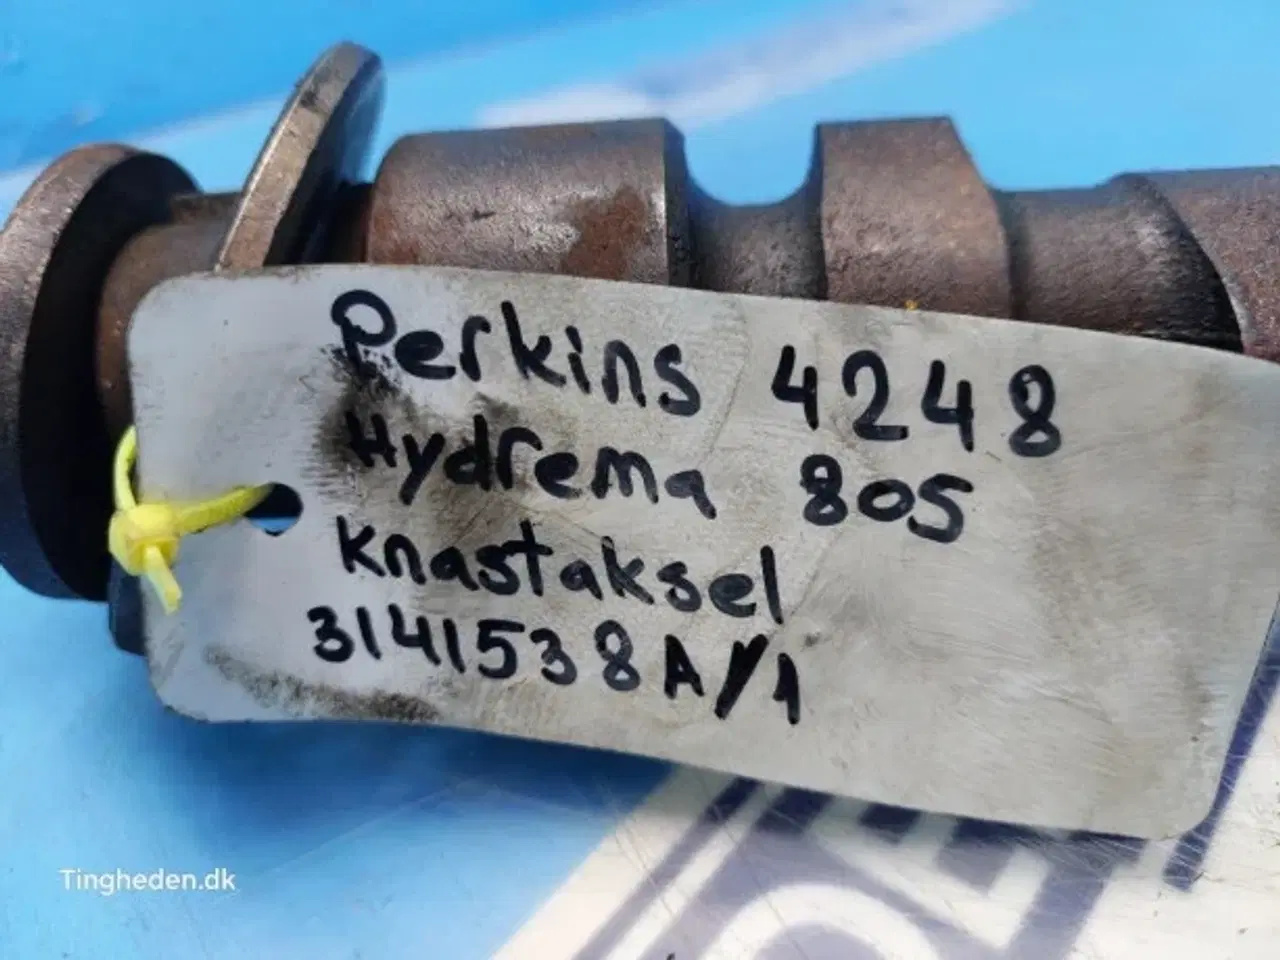 Perkins 4248
Hydrema 805
Knastaksel
3141538A/1
Tingheden.dk